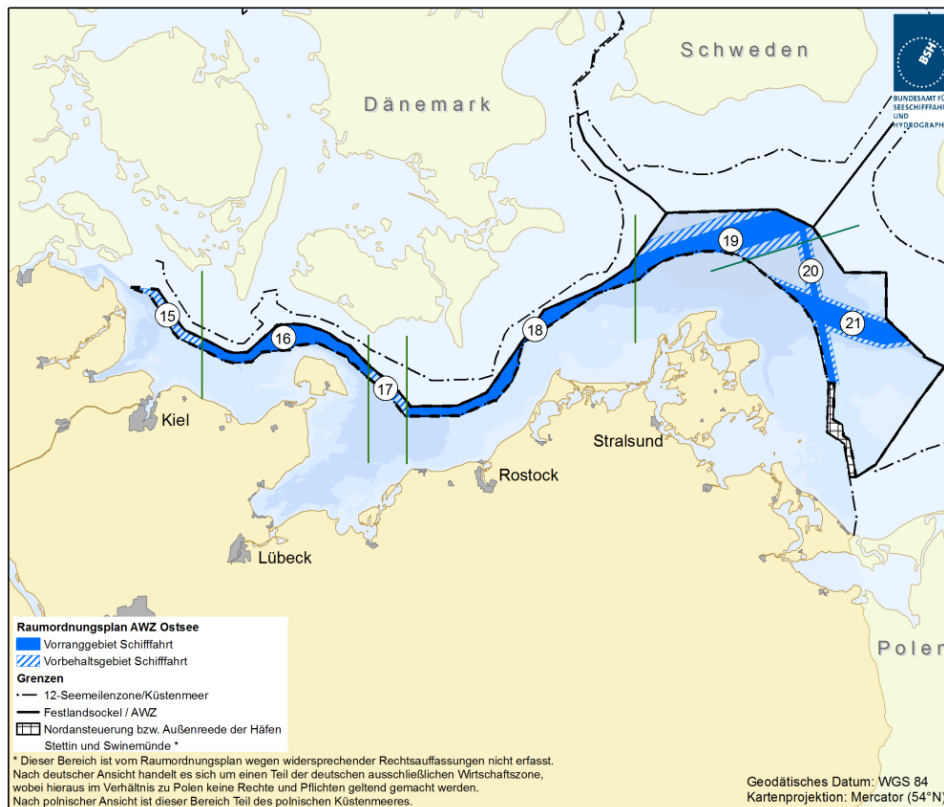 Schweden
Dänemark
BSH
BUNDESAMT FÜR
SEESCHIFFFAHRT
UND
HYDROGRAPHIE
19
20
15
16
18
21
17
Kiel
Stralsund
Rostock
Lübeck
Polen
Raumordnungsplan AWZ Ostsee
Vorranggebiet Schifffahrt
Vorbehaltsgebiet Schifffahrt
Grenzen
12-Seemeilenzone/Küstenmeer
Festlandsockel / AWZ
Nordansteuerung bzw. Außenreede der Häfen
Stettin und Swinemünde *
* Dieser Bereich ist vom Raumordnungsplan wegen widersprechender Rechtsauffassungen nicht erfasst.
Nach deutscher Ansicht handelt es sich um einen Teil der deutschen ausschließlichen Wirtschaftszone,
wobei hieraus im Verhältnis zu Polen keine Rechte und Pflichten geltend gemacht werden.
Nach polnischer Ansicht ist dieser Bereich Teil des polnischen Küstenmeeres.
Geodätisches Datum: WGS 84
Kartenprojektion: Mercator (54°N)